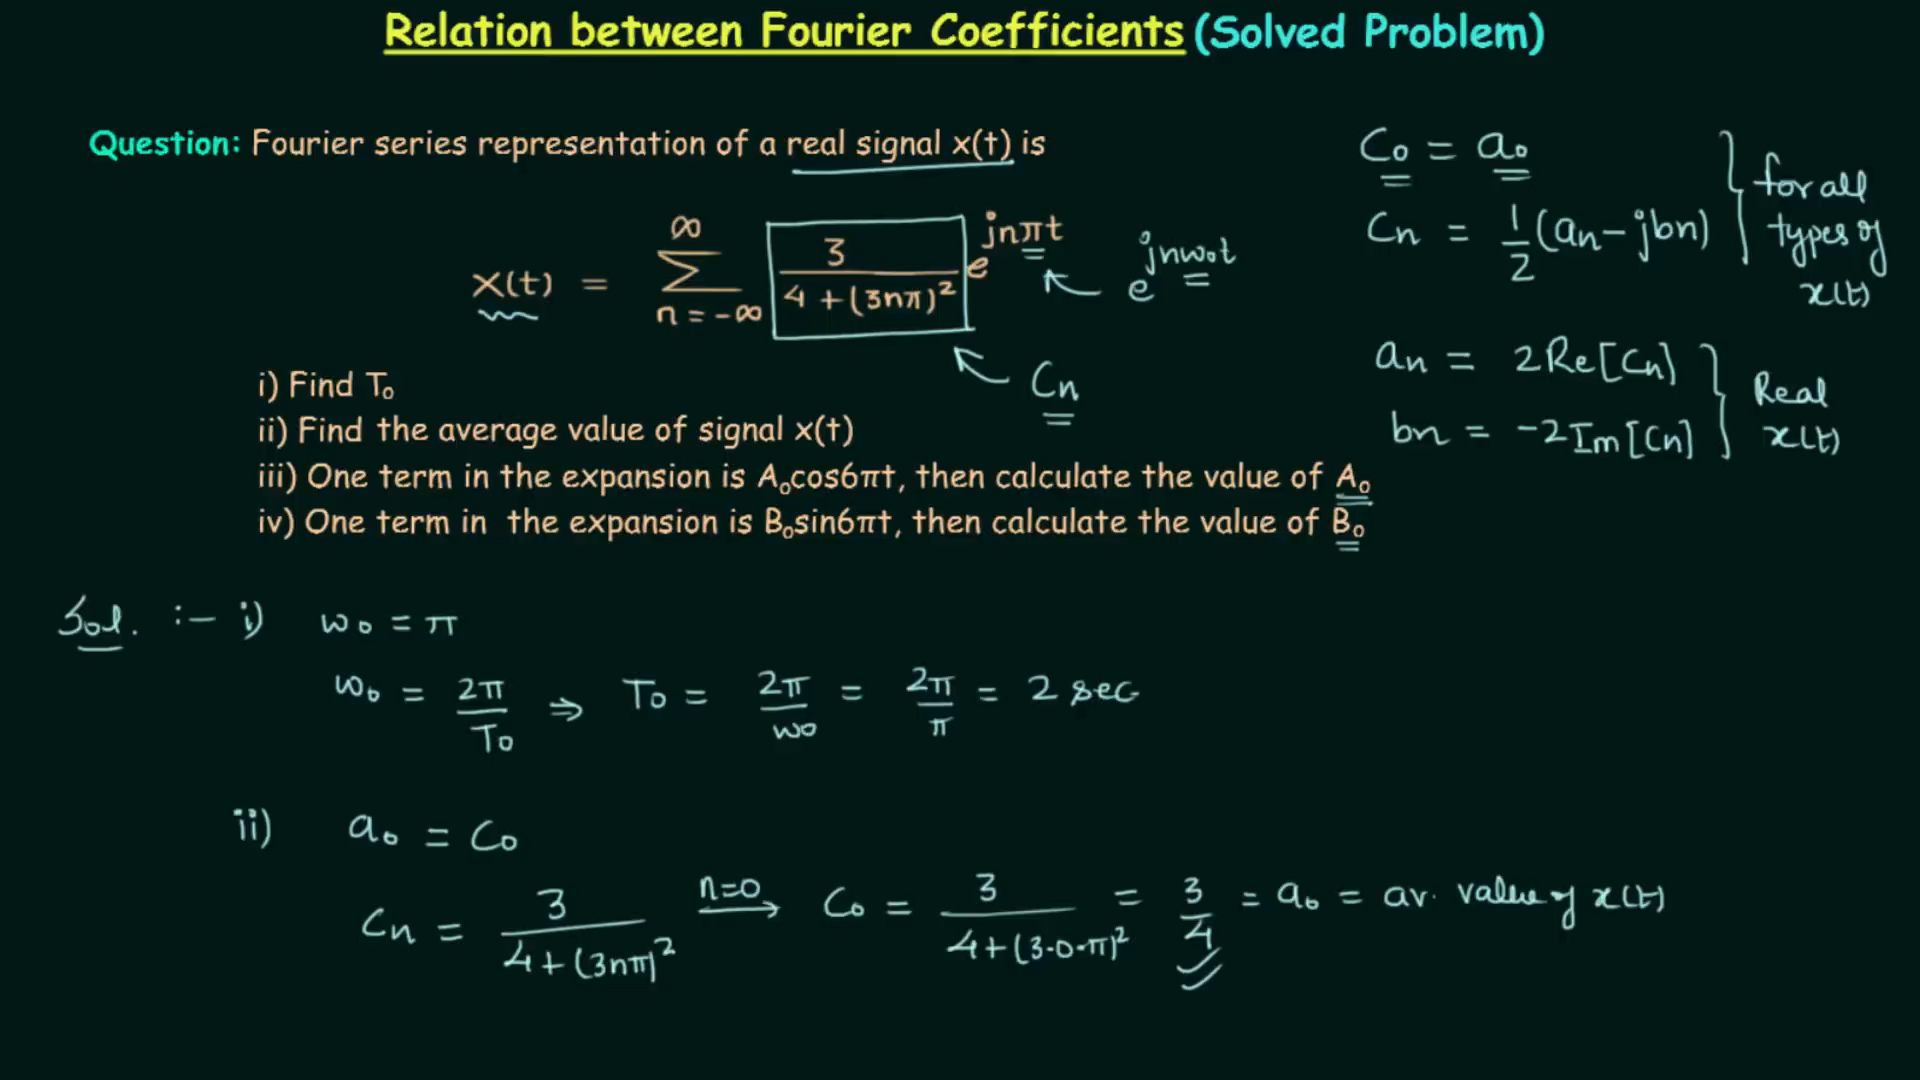 Relation between Fourier Coefficients (Solved Problem)
Question: Fourier series representation of a real signal x(t) is
x(t) = ∑_{n=-∞}^{∞} 3/(4+(3nπ)²) e^{jnπt}
e^{jnω₀t}
Cn
i) Find T₀
ii) Find the average value of signal x(t)
iii) One term in the expansion is A₀cos6πt, then calculate the value of A₀
iv) One term in the expansion is B₀sin6πt, then calculate the value of B₀
C₀ = a₀
Cn = 1/2 (an-jbn)
for all types of x(t)
an = 2Re[Cn]
bn = -2Im[Cn]
Real x(t)
Sol. :- i) ω₀ = π
ω₀ = 2π/T₀ ⇒ T₀ = 2π/ω₀ = 2π/π = 2 sec
ii) a₀ = C₀
Cn = 3/(4+(3nπ)²) n=0→ C₀ = 3/(4+(3·0·π)²) = 3/4 = a₀ = av. value of x(t)